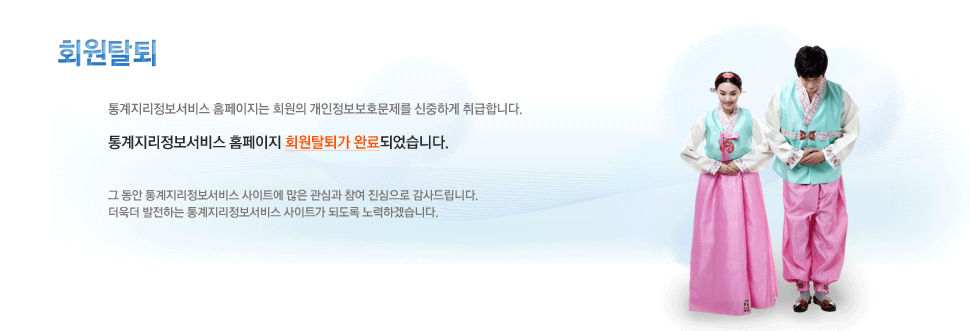 회원탈퇴
통계지리정보서비스 홈페이지는 회원의 개인정보보호문제를 신중하게 취급합니다.
통계지리정보서비스 홈페이지 회원탈퇴가 완료되었습니다.
그 동안 통계지리정보서비스 사이트에 많은 관심과 참여 진심으로 감사드립니다.
더욱더 발전하는 통계지리정보서비스 사이트가 되도록 노력하겠습니다.